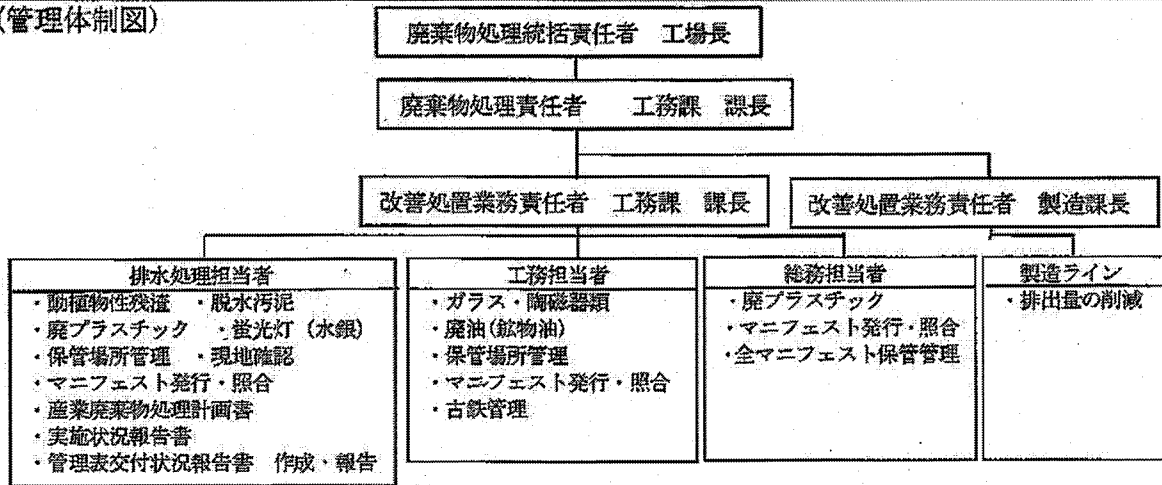 (管理体制図)
廃棄物処理統括責任者 工場長
廃棄物処理責任者 工務課 課長
改善処置業務責任者 工務課 課長
改善処置業務責任者 製造課長
排水処理担当者
・動植物性残渣 ・脱水汚泥
・廃プラスチック ・蛍光灯(水銀)
・保管場所管理 ・現地確認
・マニフェスト発行・照合
・産業廃棄物処理計画書
・実施状況報告書
・管理表交付状況報告書 作成・報告
工務担当者
・ガラス・陶磁器類
・廃油(鉱物油)
・保管場所管理
・マニフェスト発行・照合
・古鉄管理
総務担当者
・廃プラスチック
・マニフェスト発行・照合
・全マニフェスト保管管理
製造ライン
・排出量の削減